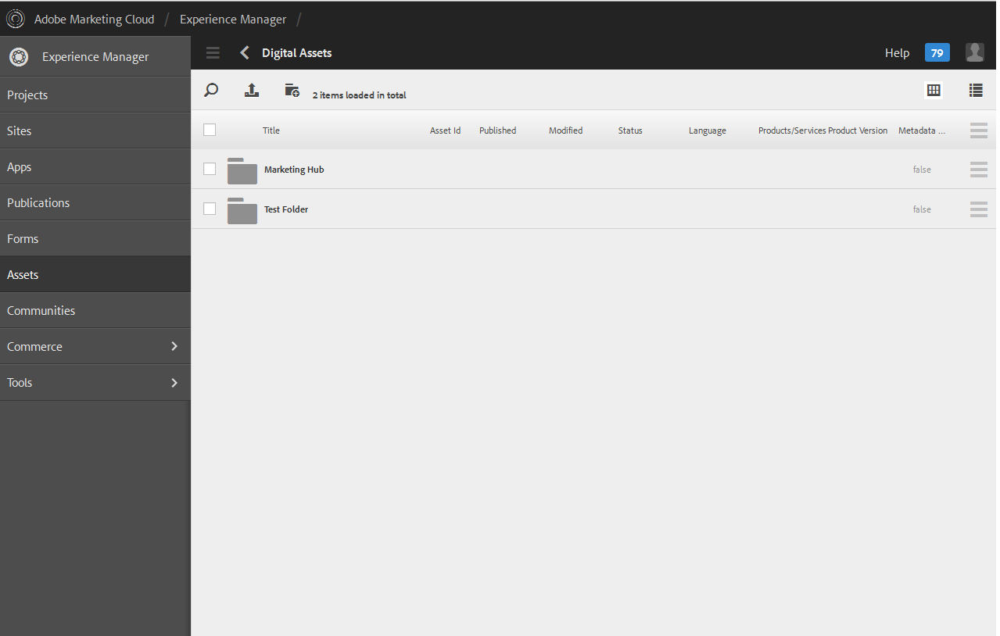 Adobe Marketing Cloud / Experience Manager /
Experience Manager
Digital Assets
Help
79
Projects
Sites
Apps
Publications
Forms
Assets
Communities
Commerce
Tools
2 items loaded in total
Title Asset Id Published Modified Status Language Products/Services Product Version Metadata ...
Marketing Hub false
Test Folder false